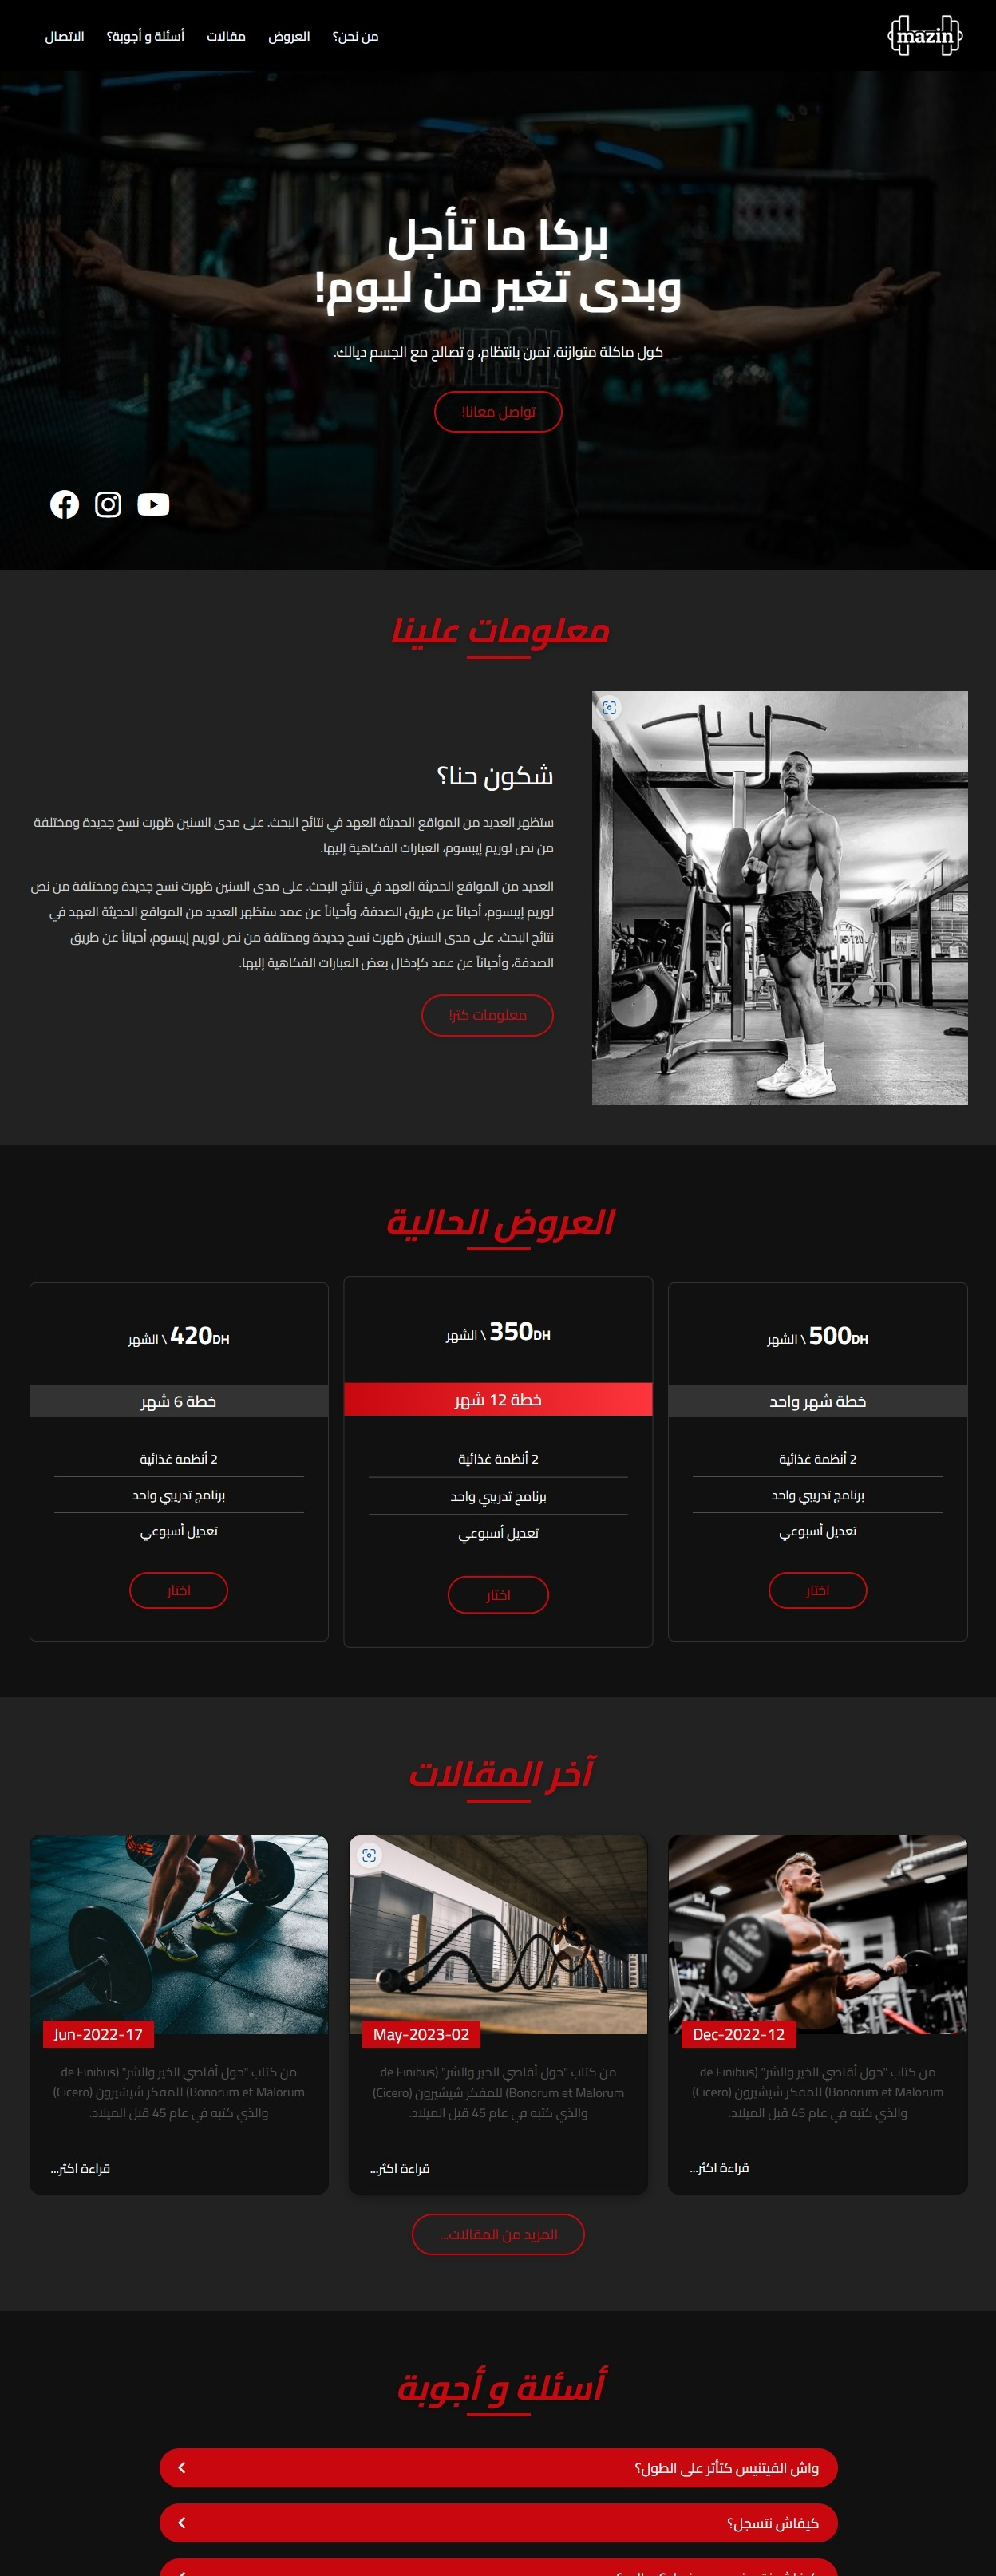 mazin
من نحن؟
العروض
مقالات
أسئلة و أجوبة؟
الاتصال
بركا ما تأجل
وبدى تغير من ليوم!
كول ماكلة متوازنة، تمرن بانتظام، و تصالح مع الجسم ديالك.
تواصل معانا!
معلومات علينا
شكون حنا؟
ستظهر العديد من المواقع الحديثة العهد في نتائج البحث. على مدى السنين ظهرت نسخ جديدة ومختلفة
من نص لوريم إيبسوم، العبارات الفكاهية إليها.
العديد من المواقع الحديثة العهد في نتائج البحث. على مدى السنين ظهرت نسخ جديدة ومختلفة من نص
لوريم إيبسوم، أحياناً عن طريق الصدفة، وأحياناً عن عمد ستظهر العديد من المواقع الحديثة العهد في
نتائج البحث. على مدى السنين ظهرت نسخ جديدة ومختلفة من نص لوريم إيبسوم، أحياناً عن طريق
الصدفة، وأحياناً عن عمد كإدخال بعض العبارات الفكاهية إليها.
معلومات كثر!
العروض الحالية
500DH \ الشهر
خطة شهر واحد
2 أنظمة غذائية
برنامج تدريبي واحد
تعديل أسبوعي
اختار
350DH \ الشهر
خطة 12 شهر
2 أنظمة غذائية
برنامج تدريبي واحد
تعديل أسبوعي
اختار
420DH \ الشهر
خطة 6 شهر
2 أنظمة غذائية
برنامج تدريبي واحد
تعديل أسبوعي
اختار
آخر المقالات
Dec-2022-12
من كتاب "حول أقاصي الخير والشر" (de Finibus
Bonorum et Malorum) للمفكر شيشيرون (Cicero)
والذي كتبه في عام 45 قبل الميلاد.
قراءة اكثر...
May-2023-02
من كتاب "حول أقاصي الخير والشر" (de Finibus
Bonorum et Malorum) للمفكر شيشيرون (Cicero)
والذي كتبه في عام 45 قبل الميلاد.
قراءة اكثر...
Jun-2022-17
من كتاب "حول أقاصي الخير والشر" (de Finibus
Bonorum et Malorum) للمفكر شيشيرون (Cicero)
والذي كتبه في عام 45 قبل الميلاد.
قراءة اكثر...
المزيد من المقالات...
أسئلة و أجوبة
واش الفيتنيس كتأثر على الطول؟
كيفاش نتسجل؟